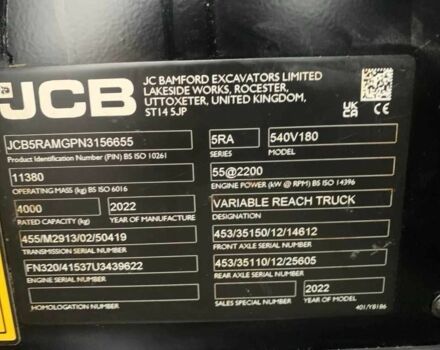 JCB
JC BAMFORD EXCAVATORS LIMITED
LAKESIDE WORKS, ROCESTER,
UTTOXETER, UNITED KINGDOM,
ST14 5JP
UK
CA
CE
JCB5RAMGPN3156655
Product Identification Number (PIN) BS ISO 10261
5RA
540V180
SERIES
MODEL
11380
OPERATING MASS (kg) BS ISO 6016
55@2200
ENGINE POWER (kW @ RPM) BS ISO 14396
4000
2022
RATED CAPACITY (kg)
YEAR OF MANUFACTURE
VARIABLE REACH TRUCK
DESIGNATION
455/M2913/02/50419
TRANSMISSION SERIAL NUMBER
453/35150/12/14612
FRONT AXLE SERIAL NUMBER
FN320/41537U3439622
ENGINE SERIAL NUMBER
453/35110/12/25605
REAR AXLE SERIAL NUMBER
HOMOLOGATION NUMBER
2022
SALES SPECIAL NUMBER
YEAR OF MODEL
401/Y8186